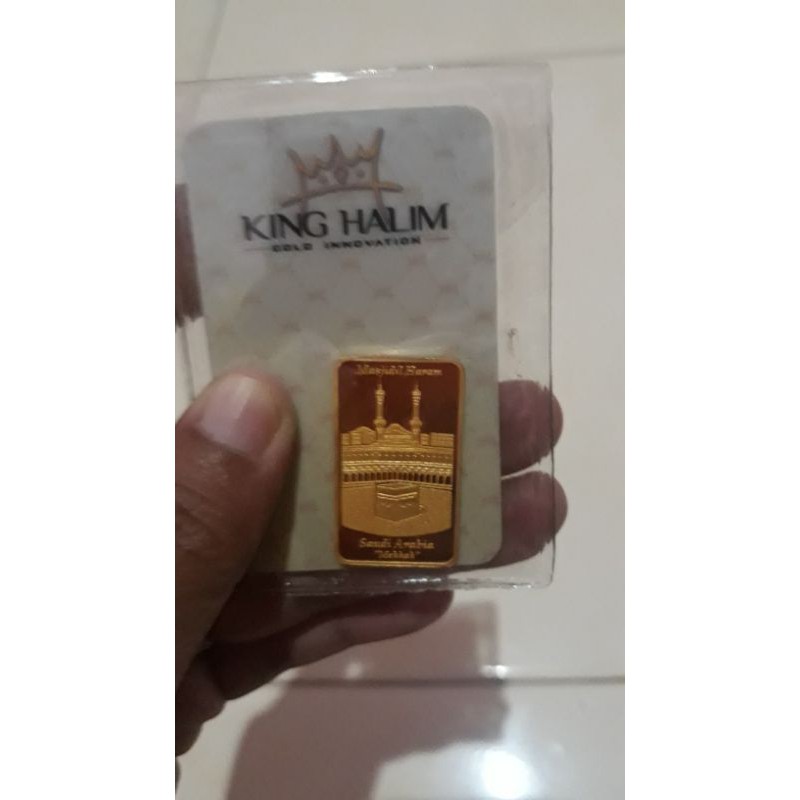 KING HALIM
GOLD INNOVATION
Masjidil Haram
Saudi Arabia
"Mekkah"